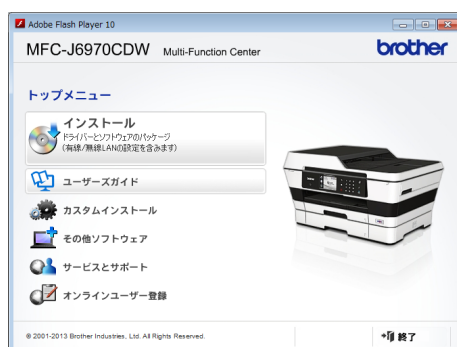 Adobe Flash Player 10
MFC-J6970CDW Multi-Function Center
brother
トップメニュー
インストール
ドライバーとソフトウェアのパッケージ
(有線/無線LANの設定を含みます)
ユーザーズガイド
カスタムインストール
その他ソフトウェア
サービスとサポート
オンラインユーザー登録
© 2001-2013 Brother Industries, Ltd. All Rights Reserved.
終了